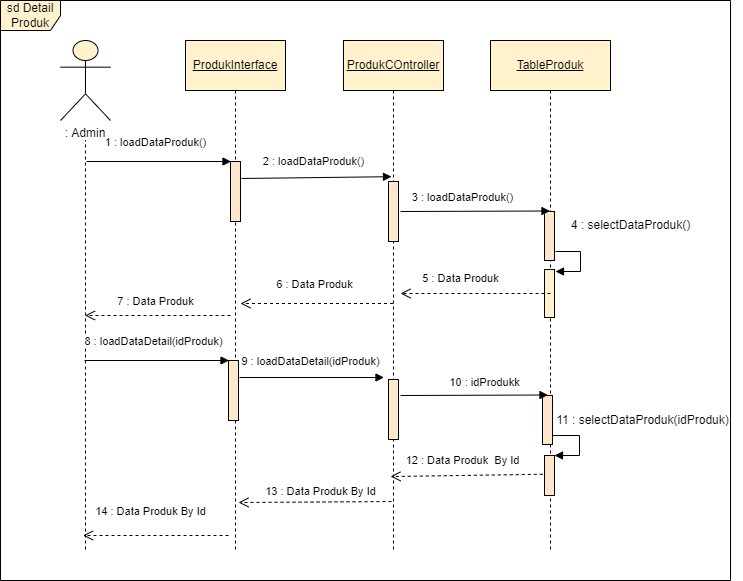 sd Detail
Produk
ProdukInterface
ProdukCOntroller
TableProduk
: Admin
1 : loadDataProduk()
2 : loadDataProduk()
3 : loadDataProduk()
4 : selectDataProduk()
5 : Data Produk
6 : Data Produk
7 : Data Produk
8 : loadDataDetail(idProduk)
9 : loadDataDetail(idProduk)
10 : idProdukk
11 : selectDataProduk(idProduk)
12 : Data Produk By Id
13 : Data Produk By Id
14 : Data Produk By Id